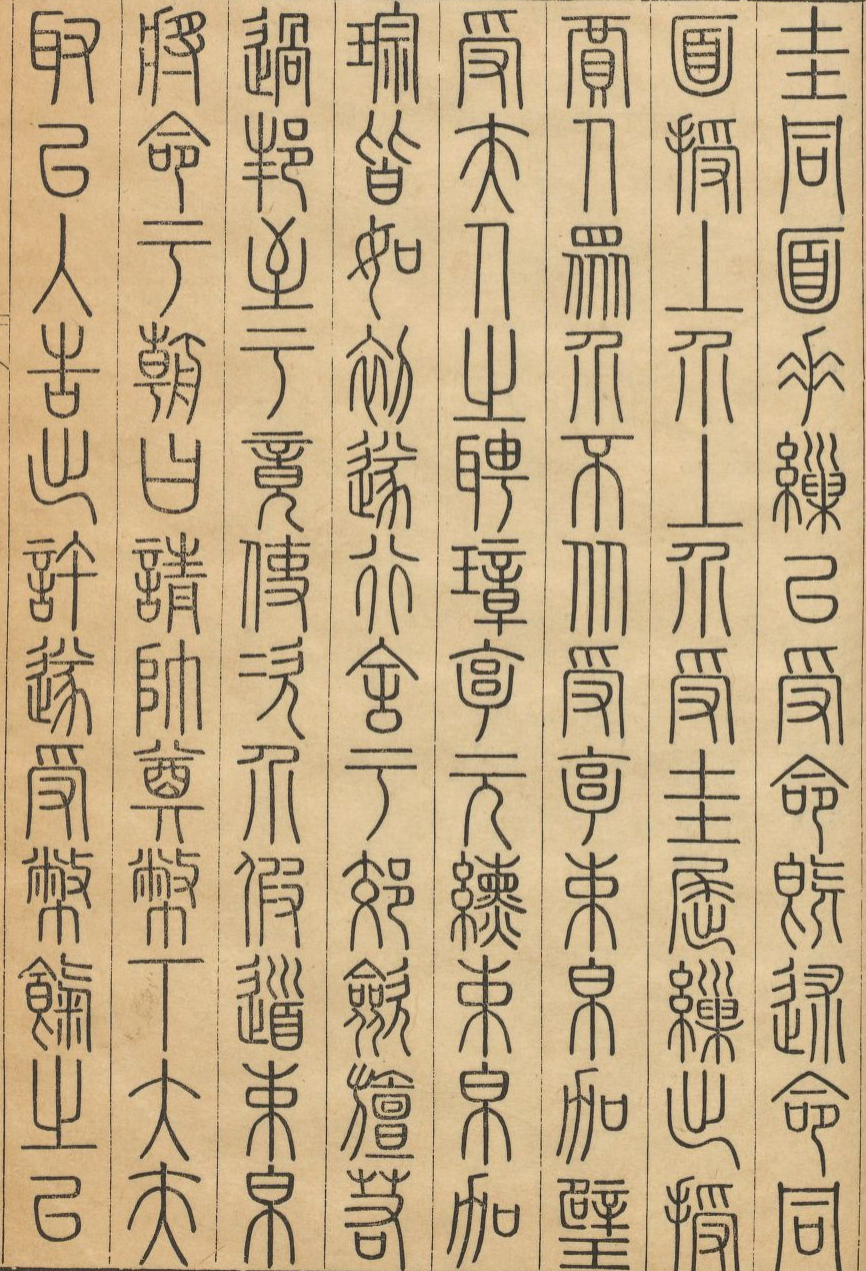 圭同面垂繅以受命既述命同
面授上介上介受圭屈繅出授
賈人眾介不從受享束帛加璧
受夫人之聘璋享玄纁束帛加
琮皆如初遂行舍于郊斂旜若
過邦至于竟使次介假道束帛
將命于朝曰請帥奠幣下大夫
取以入告出許遂受幣餼之以